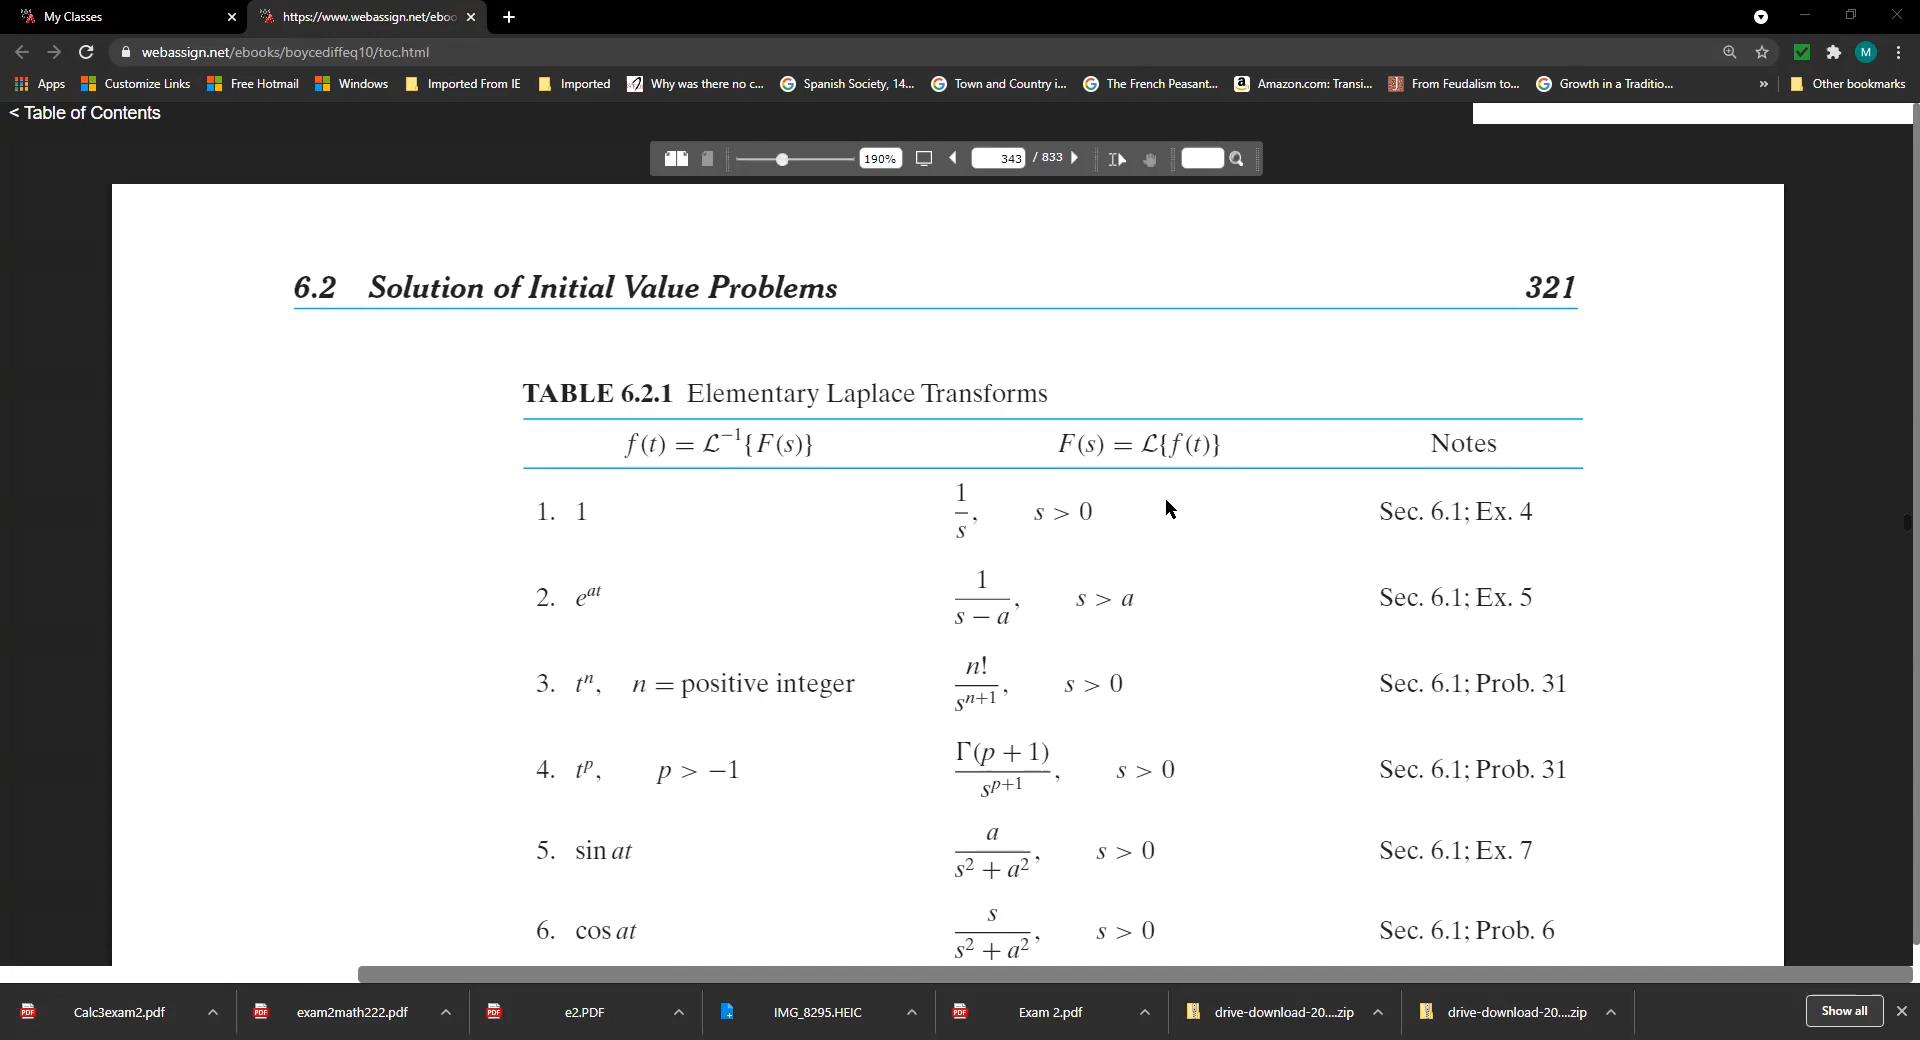 My Classes
https://www.webassign.net/eboo
webassign.net/ebooks/boycediffeq10/toc.html
M
Apps Customize Links Free Hotmail Windows Imported From IE Imported Why was there no c... Spanish Society, 14... Town and Country i... The French Peasant... Amazon.com: Transi... From Feudalism to... Growth in a Traditio... » Other bookmarks
< Table of Contents
190% 343 / 833
6.2 Solution of Initial Value Problems 321
TABLE 6.2.1 Elementary Laplace Transforms
f(t) = ℒ⁻¹{F(s)} F(s) = ℒ{f(t)} Notes
1. 1 1/s, s > 0 Sec. 6.1; Ex. 4
2. e^{at} 1/(s − a), s > a Sec. 6.1; Ex. 5
3. tⁿ, n = positive integer n!/s^{n+1}, s > 0 Sec. 6.1; Prob. 31
4. t^p, p > −1 Γ(p + 1)/s^{p+1}, s > 0 Sec. 6.1; Prob. 31
5. sin at a/(s² + a²), s > 0 Sec. 6.1; Ex. 7
6. cos at s/(s² + a²), s > 0 Sec. 6.1; Prob. 6
PDF Calc3exam2.pdf PDF exam2math222.pdf PDF e2.PDF IMG_8295.HEIC PDF Exam 2.pdf drive-download-20....zip drive-download-20....zip Show all